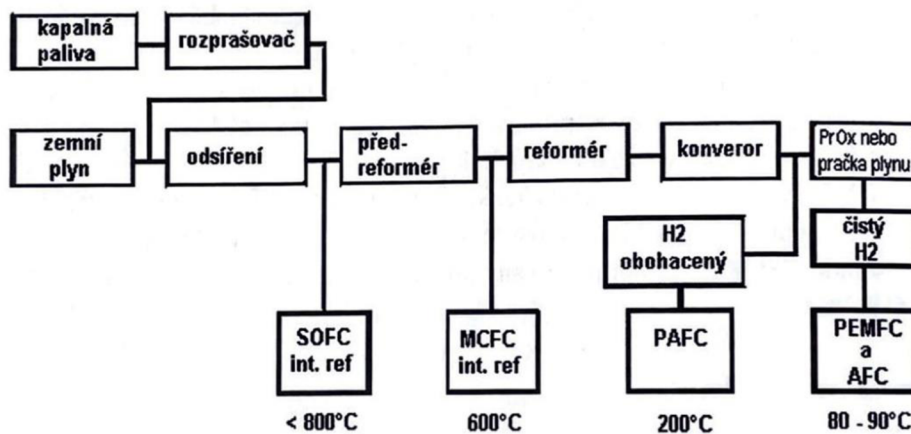 kapalná
paliva
rozprašovač
zemní
plyn
odsíření
před-
reformér
reformér
konveror
PrOx nebo
pračka plynu
H2
obohacený
čistý
H2
SOFC
int. ref
MCFC
int. ref
PAFC
PEMFC
a
AFC
< 800°C
600°C
200°C
80 - 90°C